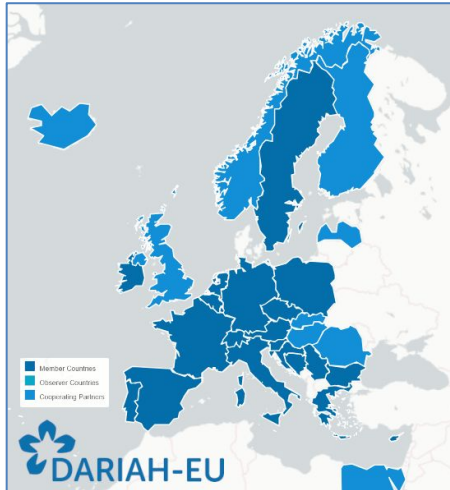 Member Countries
Observer Countries
Cooperating Partners
DARIAH-EU